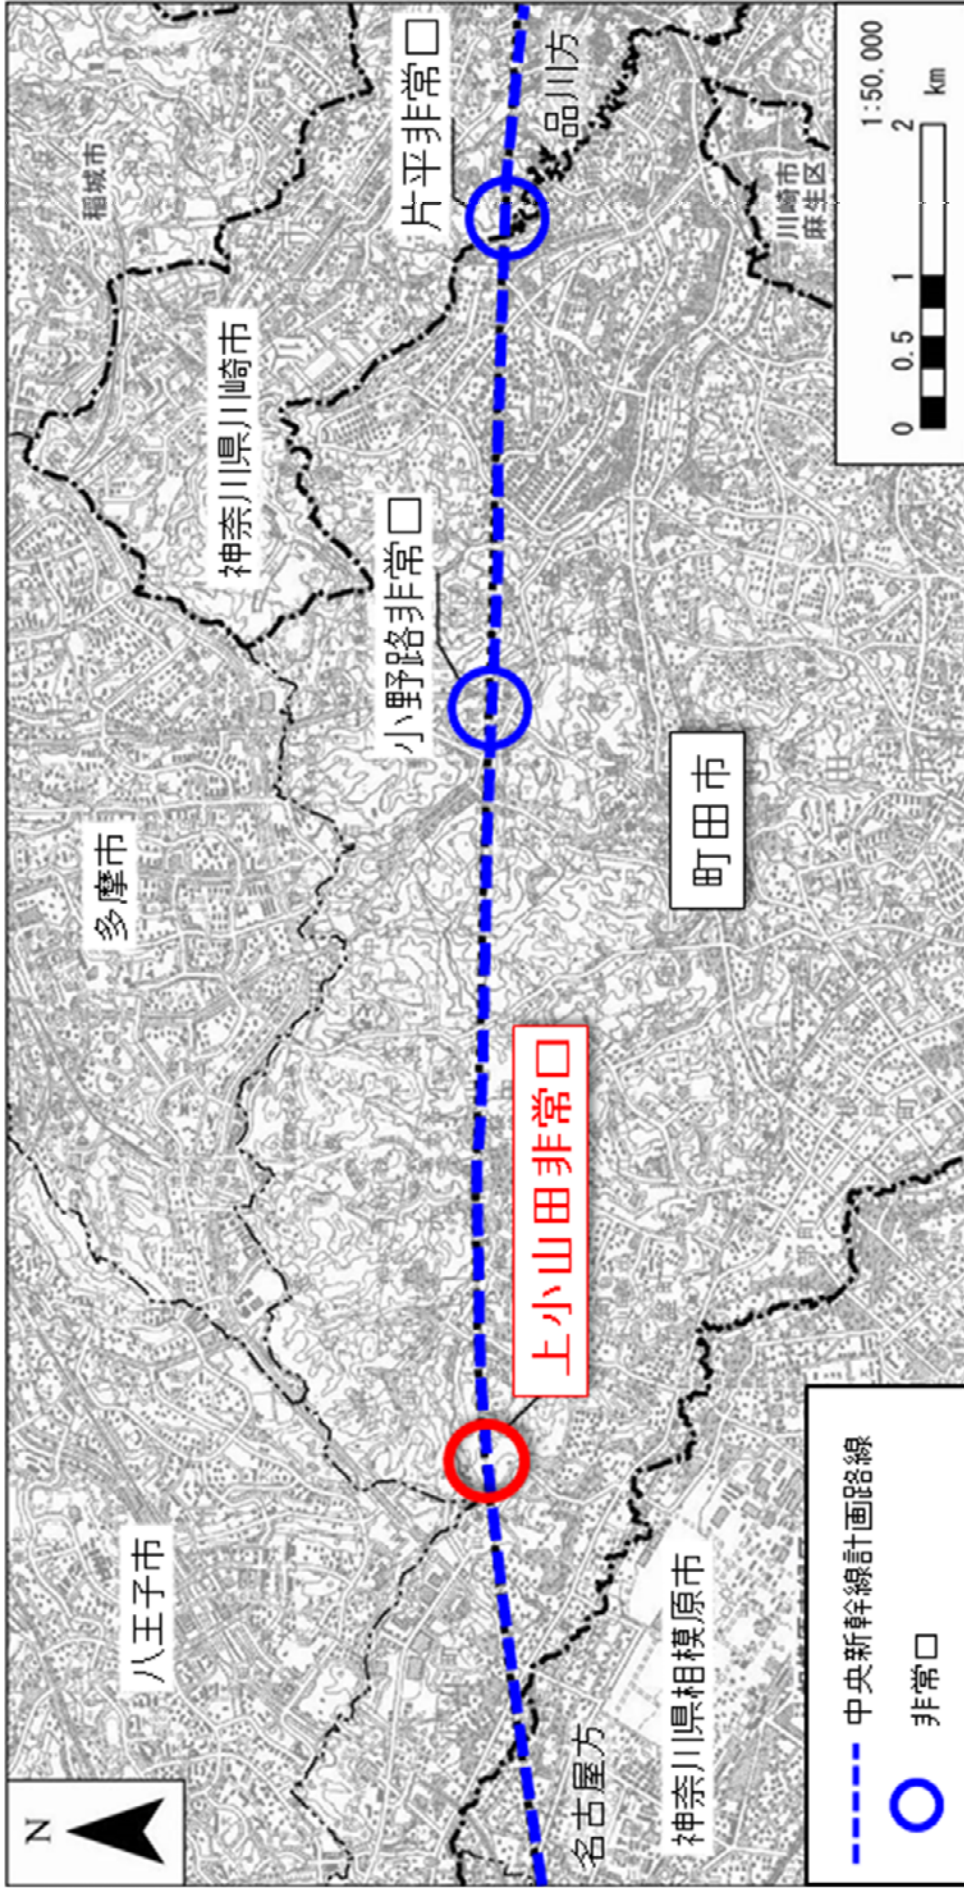 N
稲城市
神奈川県川崎市
多摩市
八王子市
片平非常口
品川方
小野路非常口
川崎市
麻生区
町田市
上小山田非常口
名古屋方
神奈川県相模原市
中央新幹線計画路線
非常口
1:50,000
0 0.5 1 2 km